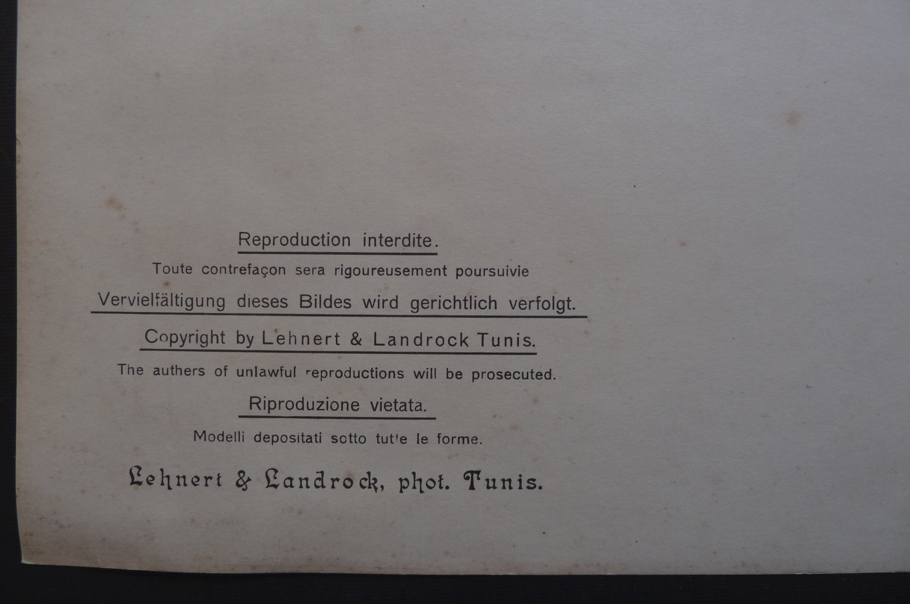 Reproduction interdite.
Toute contrefaçon sera rigoureusement poursuivie
Vervielfältigung dieses Bildes wird gerichtlich verfolgt.
Copyright by Lehnert & Landrock Tunis.
The authers of unlawful reproductions will be prosecuted.
Riproduzione vietata.
Modelli depositati sotto tut'e le forme.
Lehnert & Landrock, phot. Tunis.